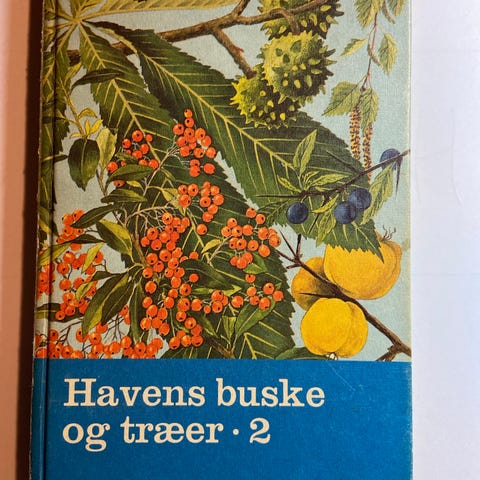 Havens buske
og træer · 2